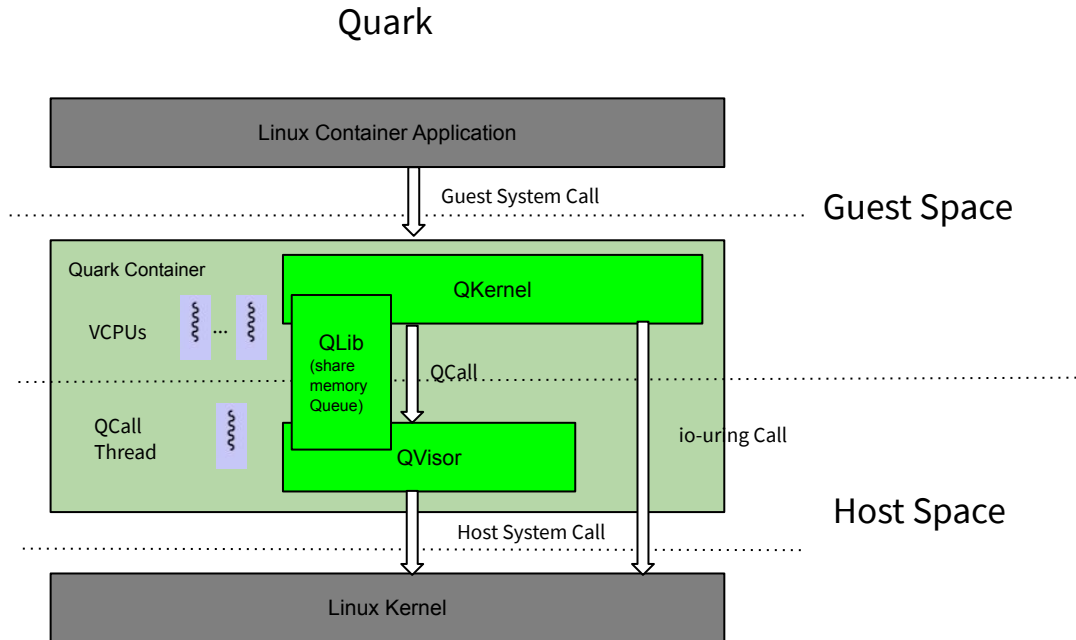 Quark
Linux Container Application
Guest System Call
Guest Space
Quark Container
QKernel
VCPUs
...
QLib
(share
memory
Queue)
QCall
QCall
Thread
io-uring Call
QVisor
Host Space
Host System Call
Linux Kernel